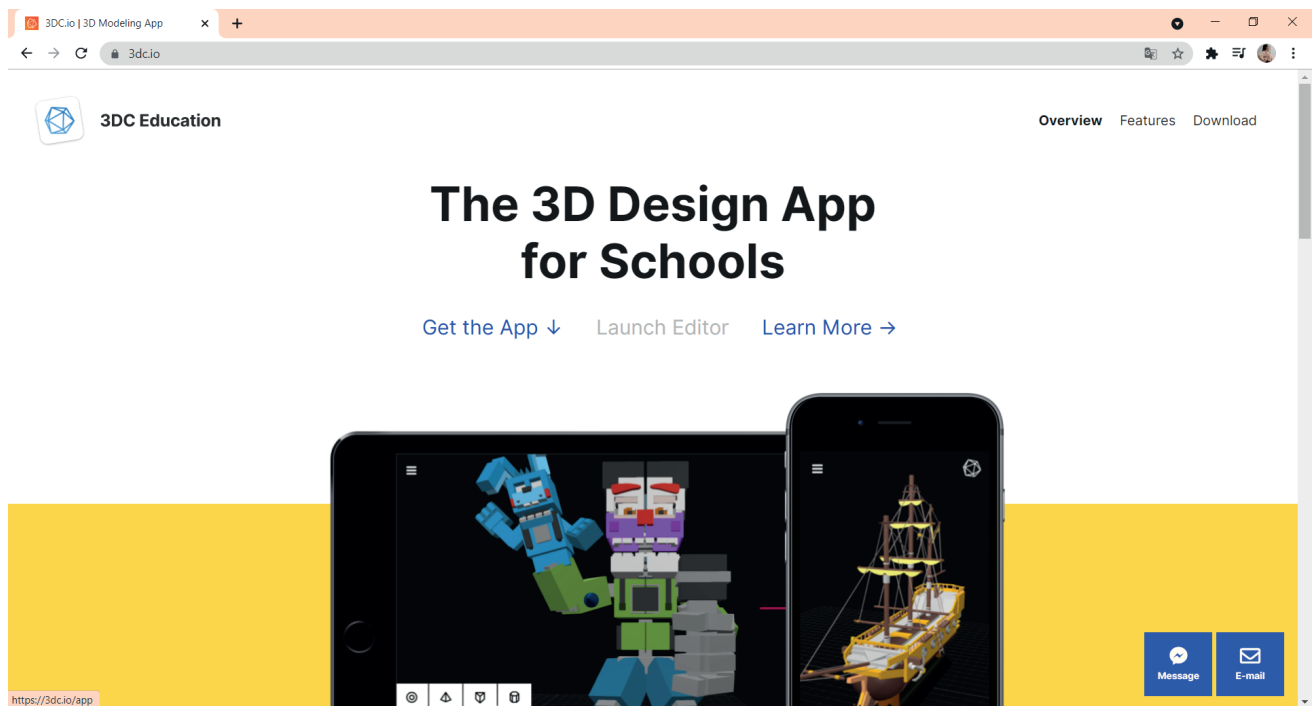 3DC.io | 3D Modeling App
3dc.io
3DC Education
Overview Features Download
The 3D Design App
for Schools
Get the App ↓ Launch Editor Learn More →
Message E-mail
https://3dc.io/app